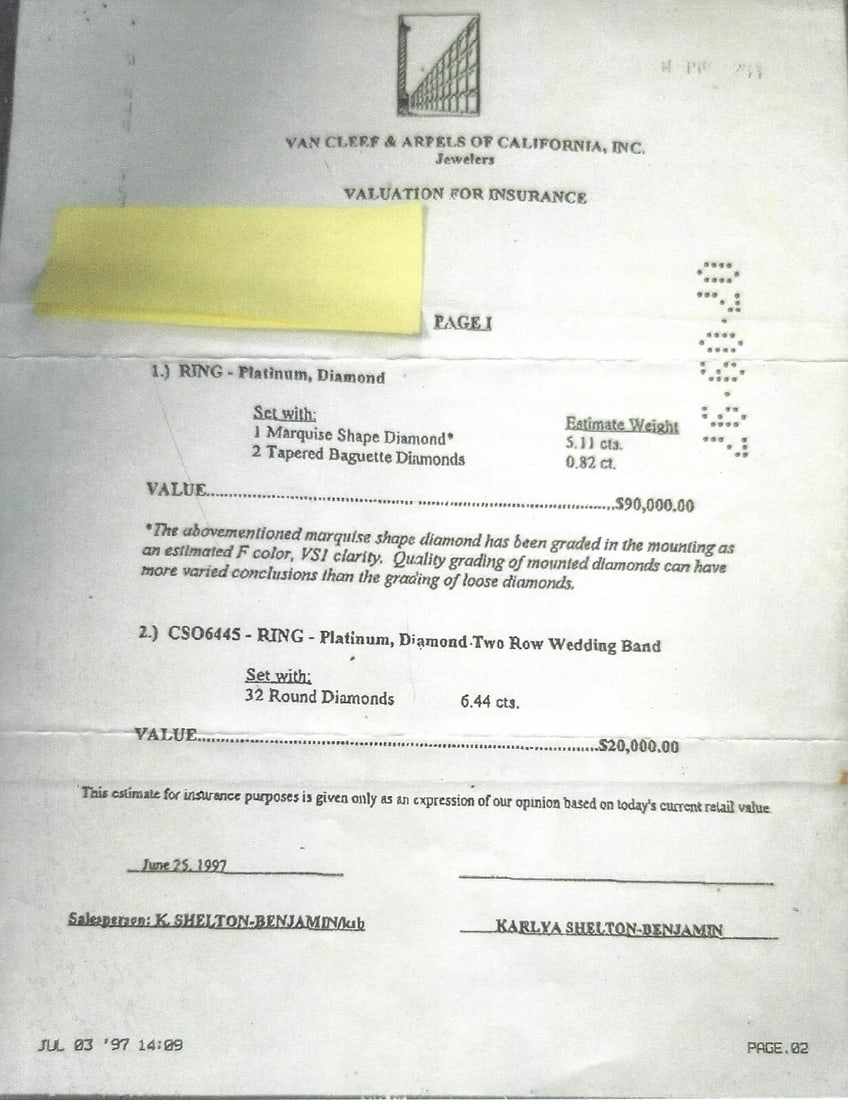 VAN CLEEF & ARPELS OF CALIFORNIA, INC.
Jewelers
VALUATION FOR INSURANCE
PAGE I
1.) RING - Platinum, Diamond
Set with: Estimate Weight
1 Marquise Shape Diamond* 5.11 cts.
2 Tapered Baguette Diamonds 0.82 ct.
VALUE..........$90,000.00
*The abovementioned marquise shape diamond has been graded in the mounting as
an estimated F color, VS1 clarity. Quality grading of mounted diamonds can have
more varied conclusions than the grading of loose diamonds.
2.) CSO6445 - RING - Platinum, Diamond-Two Row Wedding Band
Set with:
32 Round Diamonds 6.44 cts.
VALUE..........$20,000.00
This estimate for insurance purposes is given only as an expression of our opinion based on today's current retail value.
June 25, 1997
Salesperson: K. SHELTON-BENJAMIN/ksb KARLYA SHELTON-BENJAMIN
JUL 03 '97 14:09 PAGE.02